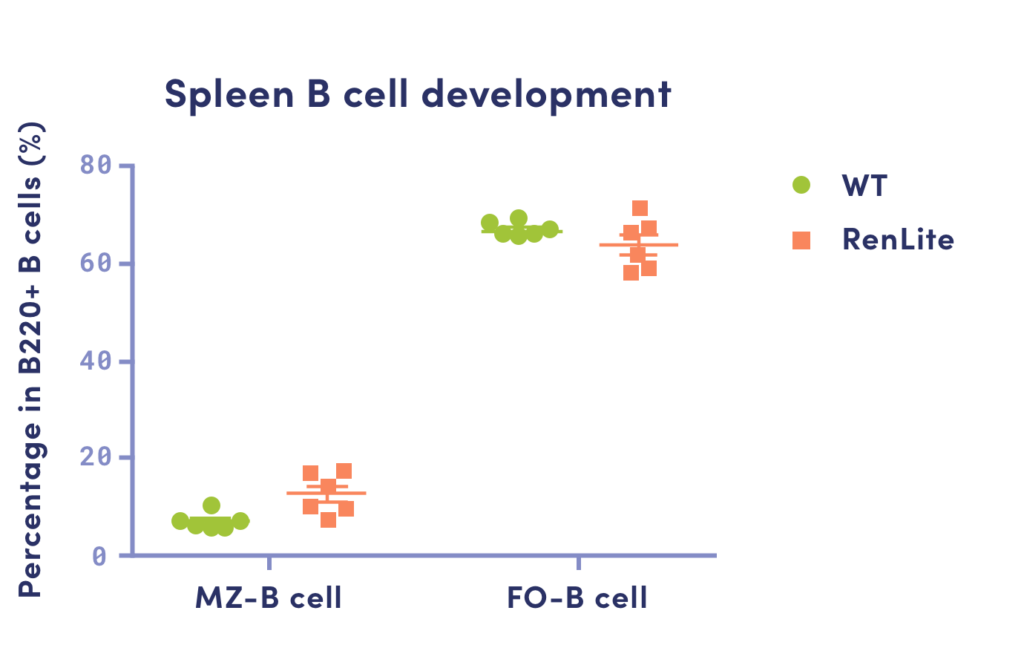 Spleen B cell development
Percentage in B220+ B cells (%)
80
60
40
20
0
MZ-B cell
FO-B cell
WT
RenLite